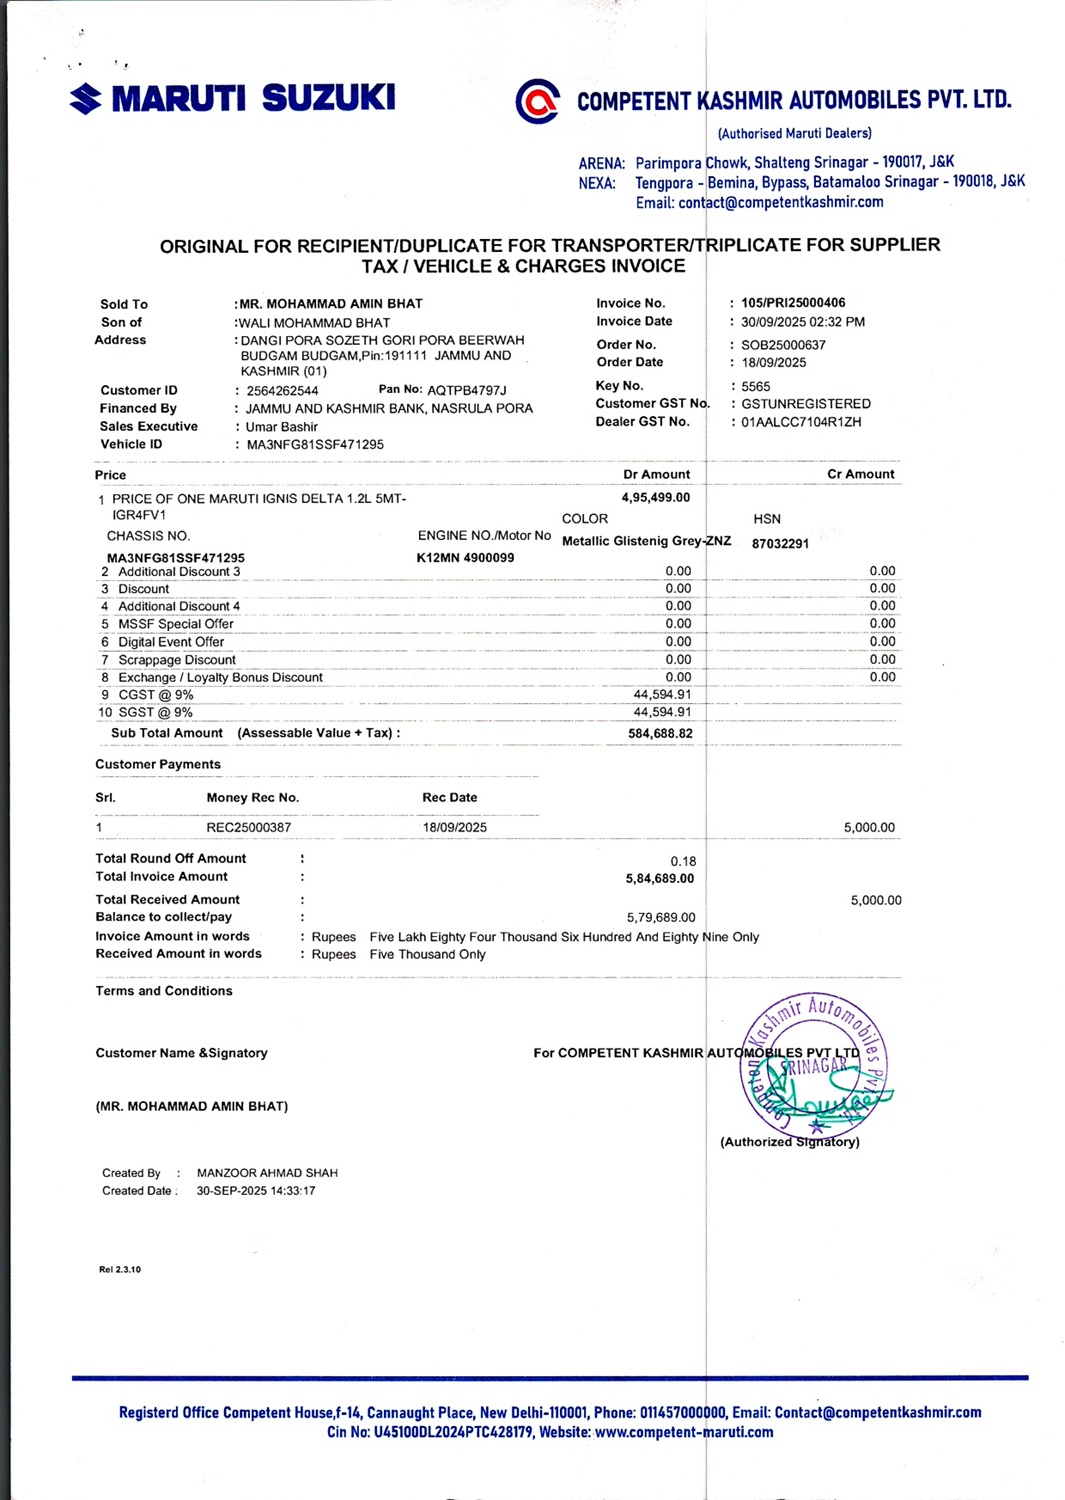 MARUTI SUZUKI
COMPETENT KASHMIR AUTOMOBILES PVT. LTD.
(Authorised Maruti Dealers)
ARENA: Parimpora Chowk, Shalteng Srinagar - 190017, J&K
NEXA: Tengpora - Bemina, Bypass, Batamaloo Srinagar - 190018, J&K
Email: contact@competentkashmir.com
ORIGINAL FOR RECIPIENT/DUPLICATE FOR TRANSPORTER/TRIPLICATE FOR SUPPLIER
TAX / VEHICLE & CHARGES INVOICE
Sold To :MR. MOHAMMAD AMIN BHAT
Son of :WALI MOHAMMAD BHAT
Address :DANGI PORA SOZETH GORI PORA BEERWAH
BUDGAM BUDGAM,Pin:191111 JAMMU AND
KASHMIR (01)
Customer ID : 2564262544 Pan No: AQTPB4797J
Financed By : JAMMU AND KASHMIR BANK, NASRULA PORA
Sales Executive : Umar Bashir
Vehicle ID : MA3NFG81SSF471295
Invoice No. : 105/PRI25000406
Invoice Date : 30/09/2025 02:32 PM
Order No. : SOB25000637
Order Date : 18/09/2025
Key No. : 5565
Customer GST No. : GSTUNREGISTERED
Dealer GST No. : 01AALCC7104R1ZH
Price Dr Amount Cr Amount
1 PRICE OF ONE MARUTI IGNIS DELTA 1.2L 5MT- 4,95,499.00
IGR4FV1
COLOR HSN
CHASSIS NO. ENGINE NO./Motor No
Metallic Glistenig Grey-ZNZ 87032291
MA3NFG81SSF471295 K12MN 4900099
2 Additional Discount 3 0.00 0.00
3 Discount 0.00 0.00
4 Additional Discount 4 0.00 0.00
5 MSSF Special Offer 0.00 0.00
6 Digital Event Offer 0.00 0.00
7 Scrappage Discount 0.00 0.00
8 Exchange / Loyalty Bonus Discount 0.00 0.00
9 CGST @ 9% 44,594.91
10 SGST @ 9% 44,594.91
Sub Total Amount (Assessable Value + Tax) : 584,688.82
Customer Payments
Srl. Money Rec No. Rec Date
1 REC25000387 18/09/2025 5,000.00
Total Round Off Amount : 0.18
Total Invoice Amount : 5,84,689.00
Total Received Amount : 5,000.00
Balance to collect/pay : 5,79,689.00
Invoice Amount in words : Rupees Five Lakh Eighty Four Thousand Six Hundred And Eighty Nine Only
Received Amount in words : Rupees Five Thousand Only
Terms and Conditions
Customer Name &Signatory
For COMPETENT KASHMIR AUTOMOBILES PVT LTD
Competent Kashmir Automobiles Pvt. Ltd.
SRINAGAR
(MR. MOHAMMAD AMIN BHAT)
(Authorized Signatory)
Created By : MANZOOR AHMAD SHAH
Created Date : 30-SEP-2025 14:33:17
Rel 2.3.10
Registerd Office Competent House,f-14, Cannaught Place, New Delhi-110001, Phone: 011457000000, Email: Contact@competentkashmir.com
Cin No: U45100DL2024PTC428179, Website: www.competent-maruti.com